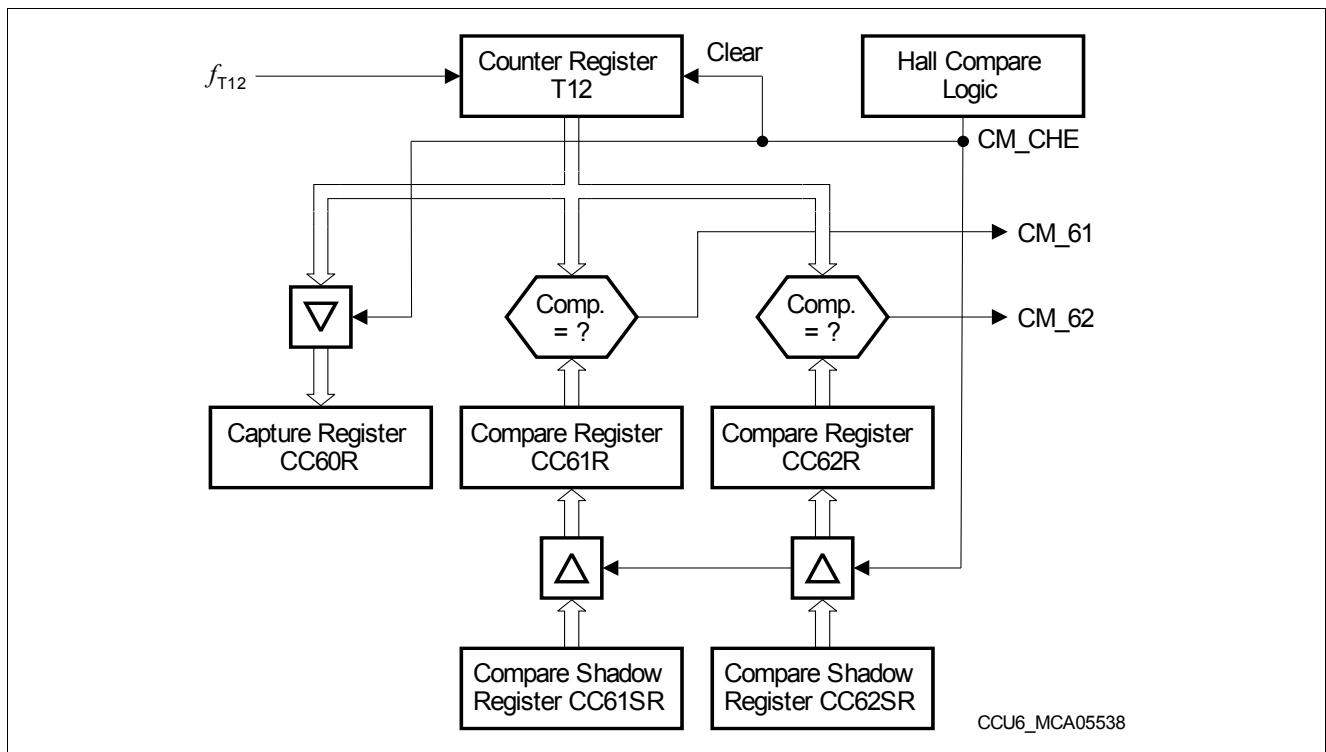 Counter Register
T12
Clear
Hall Compare
Logic
fT12
CM_CHE
CM_61
Comp.
= ?
Comp.
= ?
CM_62
Capture Register
CC60R
Compare Register
CC61R
Compare Register
CC62R
Compare Shadow
Register CC61SR
Compare Shadow
Register CC62SR
CCU6_MCA05538